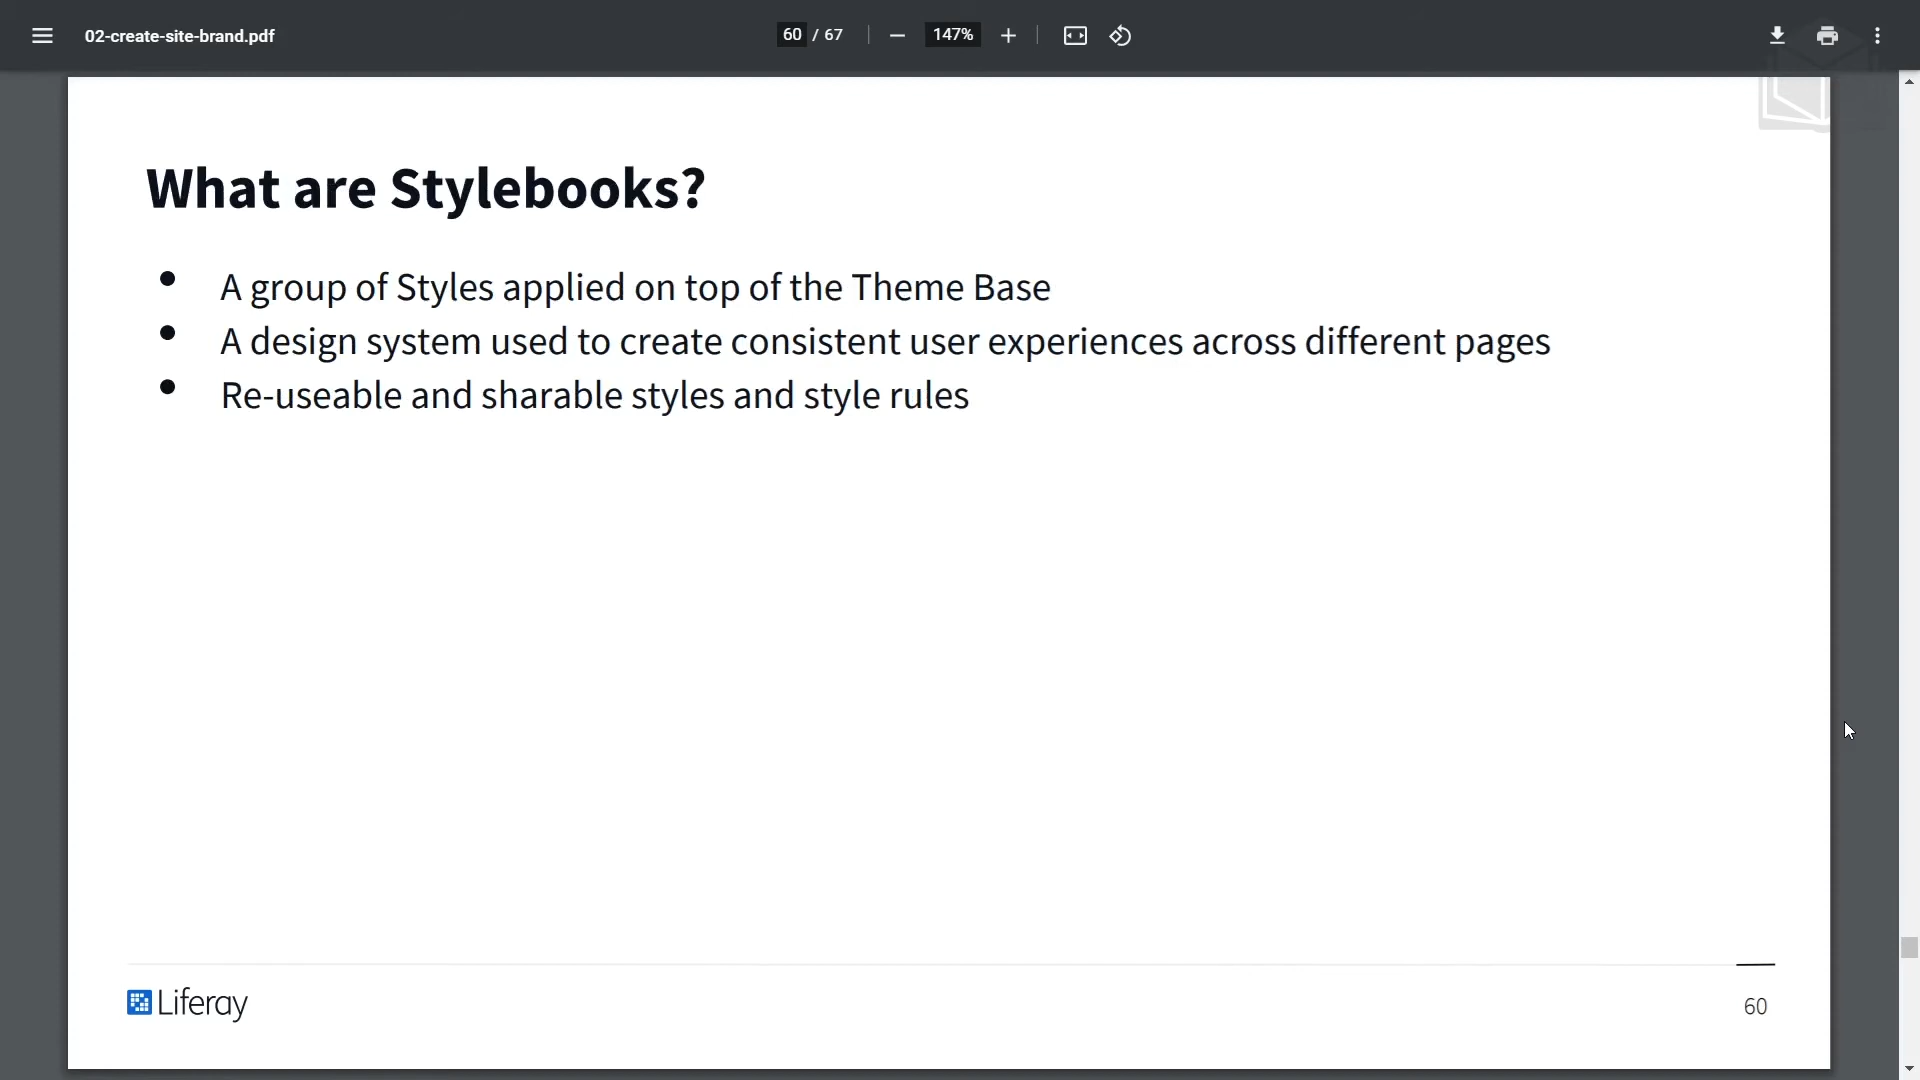 02-create-site-brand.pdf
60 / 67
147%
What are Stylebooks?
• A group of Styles applied on top of the Theme Base
• A design system used to create consistent user experiences across different pages
• Re-useable and sharable styles and style rules
Liferay
60